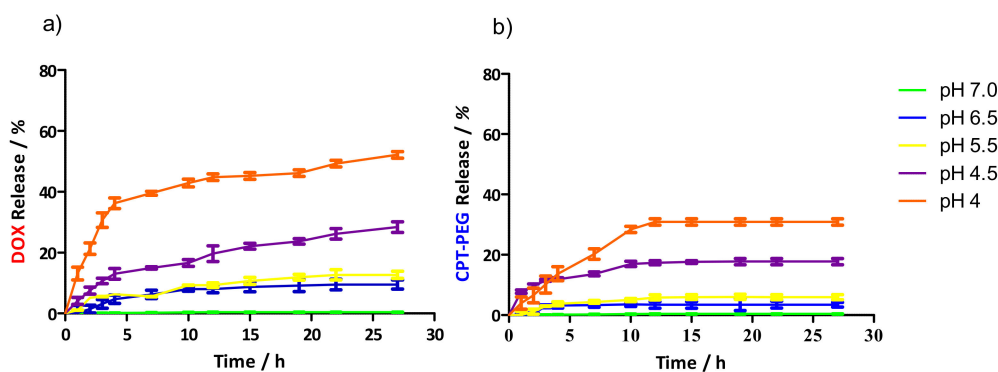 a)
80
60
40
20
0
DOX Release / %
0 5 10 15 20 25 30
Time / h
b)
80
60
40
20
0
CPT-PEG Release / %
0 5 10 15 20 25 30
Time / h
pH 7.0
pH 6.5
pH 5.5
pH 4.5
pH 4